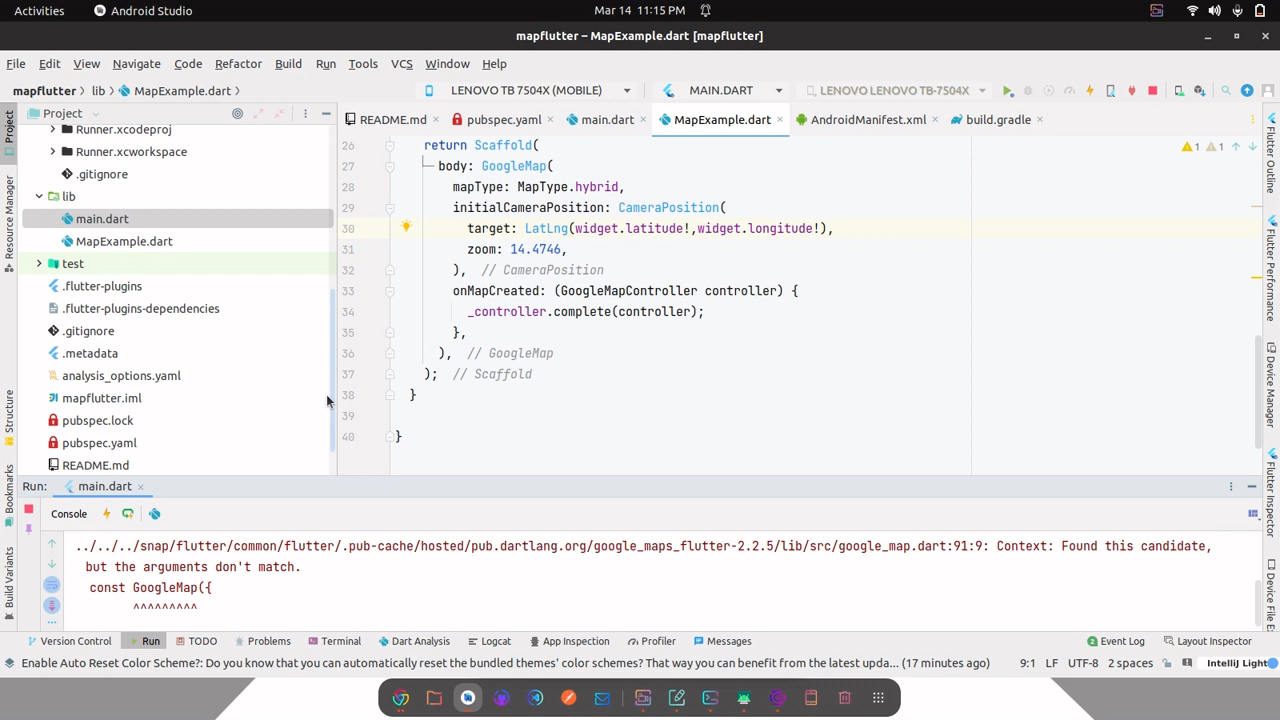 Activities
Android Studio
Mar 14 11:15 PM
mapflutter – MapExample.dart [mapflutter]
File Edit View Navigate Code Refactor Build Run Tools VCS Window Help
mapflutter lib MapExample.dart
LENOVO TB 7504X (MOBILE)
MAIN.DART
LENOVO LENOVO TB-7504X
Project
README.md
pubspec.yaml
main.dart
MapExample.dart
AndroidManifest.xml
build.gradle
Runner.xcodeproj
Runner.xcworkspace
.gitignore
lib
main.dart
MapExample.dart
test
.flutter-plugins
.flutter-plugins-dependencies
.gitignore
.metadata
analysis_options.yaml
mapflutter.iml
pubspec.lock
pubspec.yaml
README.md
Project
Resource Manager
Structure
Bookmarks
Build Variants
26 return Scaffold(
27 body: GoogleMap(
28 mapType: MapType.hybrid,
29 initialCameraPosition: CameraPosition(
30 target: LatLng(widget.latitude!,widget.longitude!),
31 zoom: 14.4746,
32 ), // CameraPosition
33 onMapCreated: (GoogleMapController controller) {
34 _controller.complete(controller);
35 },
36 ), // GoogleMap
37 ); // Scaffold
38 }
39
40 }
1 1
Flutter Outline
Flutter Performance
Device Manager
Flutter Inspector
Device File E
Run: main.dart
Console
../../../snap/flutter/common/flutter/.pub-cache/hosted/pub.dartlang.org/google_maps_flutter-2.2.5/lib/src/google_map.dart:91:9: Context: Found this candidate,
but the arguments don't match.
const GoogleMap({
^^^^^^^^^
Version Control
Run
TODO
Problems
Terminal
Dart Analysis
Logcat
App Inspection
Profiler
Messages
Event Log
Layout Inspector
Enable Auto Reset Color Scheme?: Do you know that you can automatically reset the bundled themes' color schemes? That way you can benefit from the latest upda... (17 minutes ago)
9:1 LF UTF-8 2 spaces
IntelliJ Light